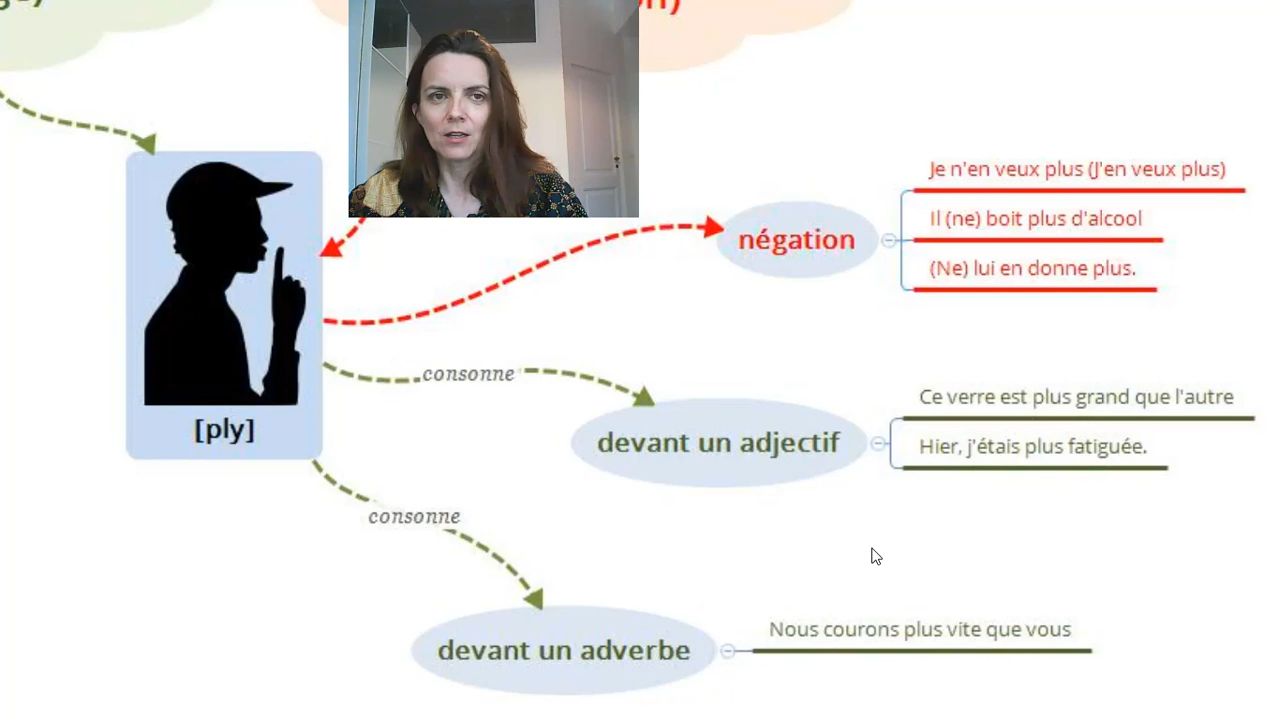 Je n'en veux plus (J'en veux plus)
Il (ne) boit plus d'alcool
négation
(Ne) lui en donne plus.
consonne
Ce verre est plus grand que l'autre
[ply]
devant un adjectif
Hier, j'étais plus fatiguée.
consonne
Nous courons plus vite que vous
devant un adverbe